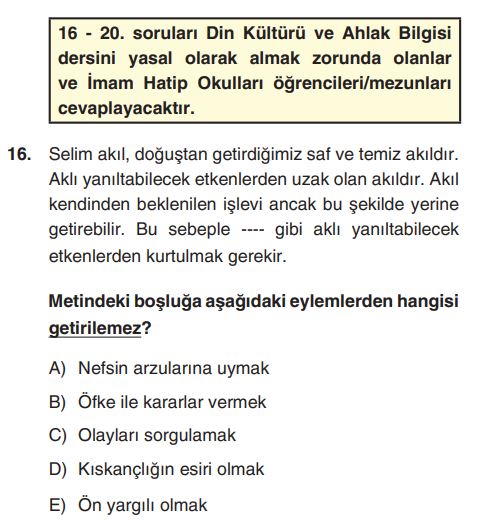 16 - 20. soruları Din Kültürü ve Ahlak Bilgisi
dersini yasal olarak almak zorunda olanlar
ve İmam Hatip Okulları öğrencileri/mezunları
cevaplayacaktır.
16. Selim akıl, doğuştan getirdiğimiz saf ve temiz akıldır.
Aklı yanıltabilecek etkenlerden uzak olan akıldır. Akıl
kendinden beklenilen işlevi ancak bu şekilde yerine
getirebilir. Bu sebeple ---- gibi aklı yanıltabilecek
etkenlerden kurtulmak gerekir.
Metindeki boşluğa aşağıdaki eylemlerden hangisi
getirilemez?
A) Nefsin arzularına uymak
B) Öfke ile kararlar vermek
C) Olayları sorgulamak
D) Kıskançlığın esiri olmak
E) Ön yargılı olmak